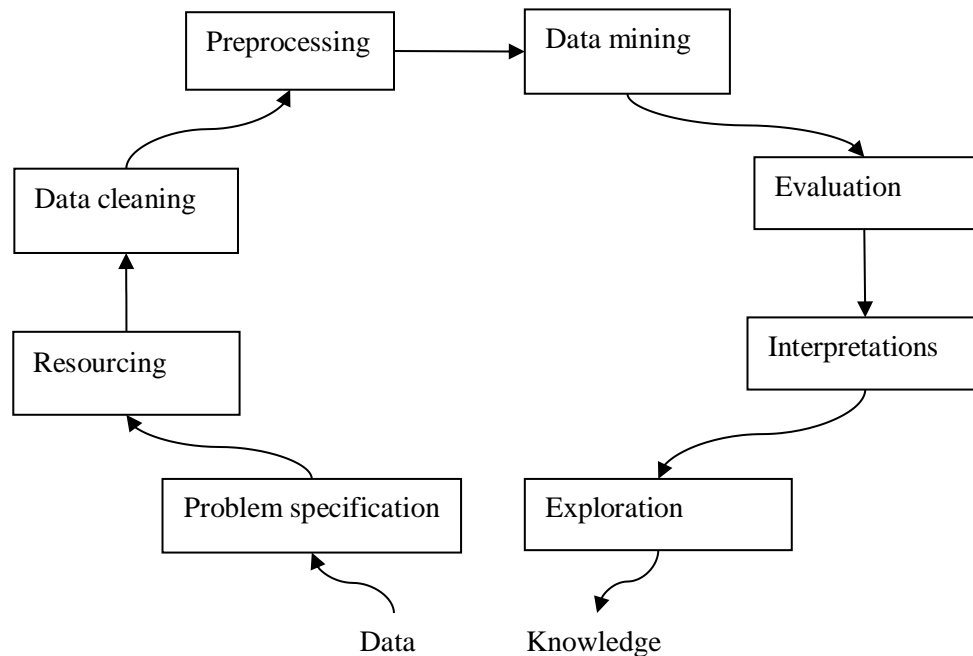 Preprocessing
Data mining
Data cleaning
Evaluation
Resourcing
Interpretations
Problem specification
Exploration
Data
Knowledge